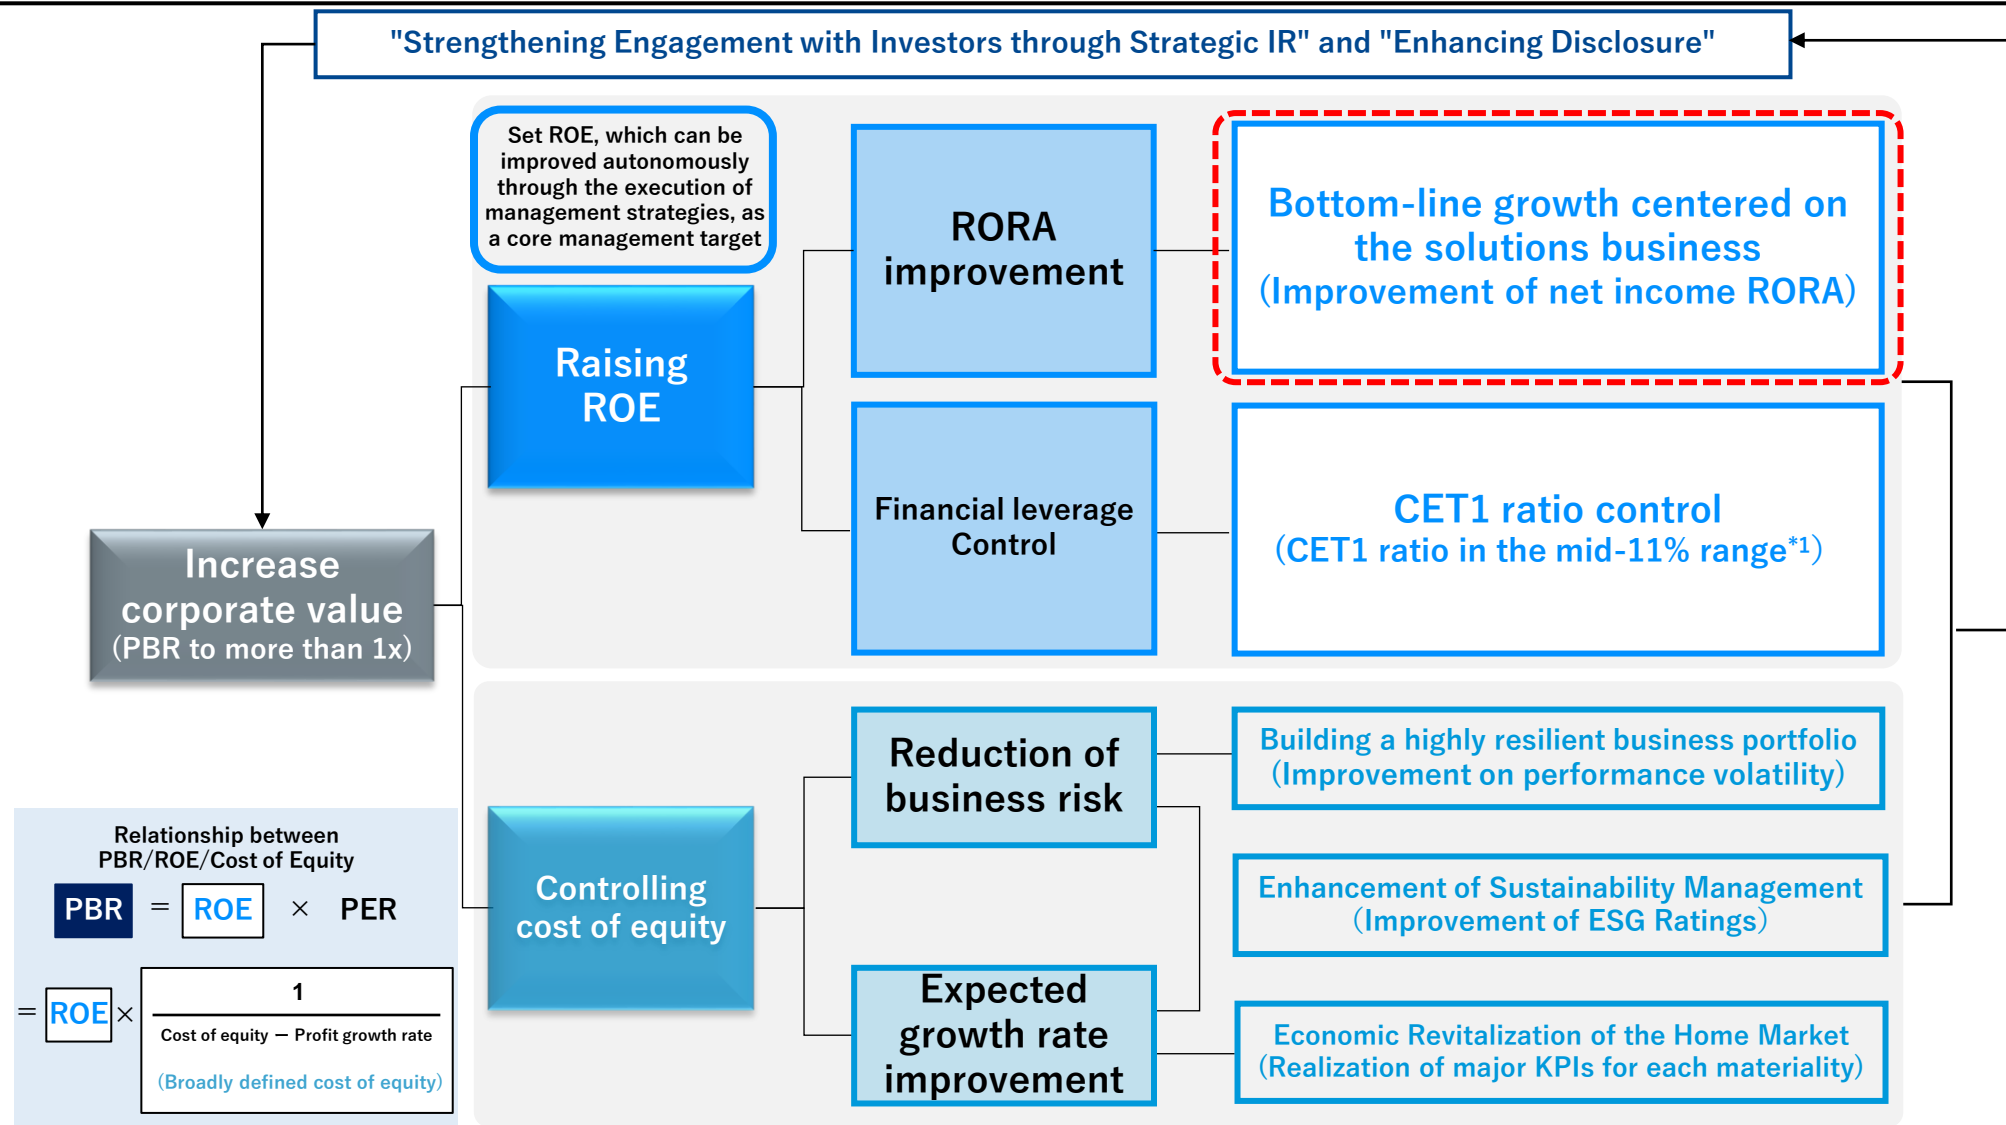 "Strengthening Engagement with Investors through Strategic IR" and "Enhancing Disclosure"
Set ROE, which can be
improved autonomously
through the execution of
management strategies, as
a core management target
Raising
ROE
RORA
improvement
Bottom-line growth centered on
the solutions business
(Improvement of net income RORA)
Financial leverage
Control
CET1 ratio control
(CET1 ratio in the mid-11% range*1)
Increase
corporate value
(PBR to more than 1x)
Controlling
cost of equity
Reduction of
business risk
Building a highly resilient business portfolio
(Improvement on performance volatility)
Enhancement of Sustainability Management
(Improvement of ESG Ratings)
Expected
growth rate
improvement
Economic Revitalization of the Home Market
(Realization of major KPIs for each materiality)
Relationship between
PBR/ROE/Cost of Equity
PBR = ROE × PER
= ROE ×
1
Cost of equity − Profit growth rate
(Broadly defined cost of equity)